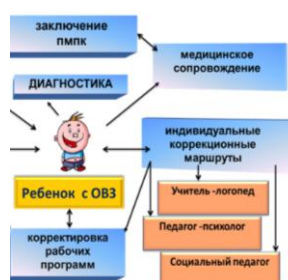 заключение
пмпк
медицинское
сопровождение
ДИАГНОСТИКА
индивидуальные
коррекционные
маршруты
Ребенок с ОВЗ
Учитель -логопед
Педагог -психолог
Социальный педагог
корректировка
рабочих
программ